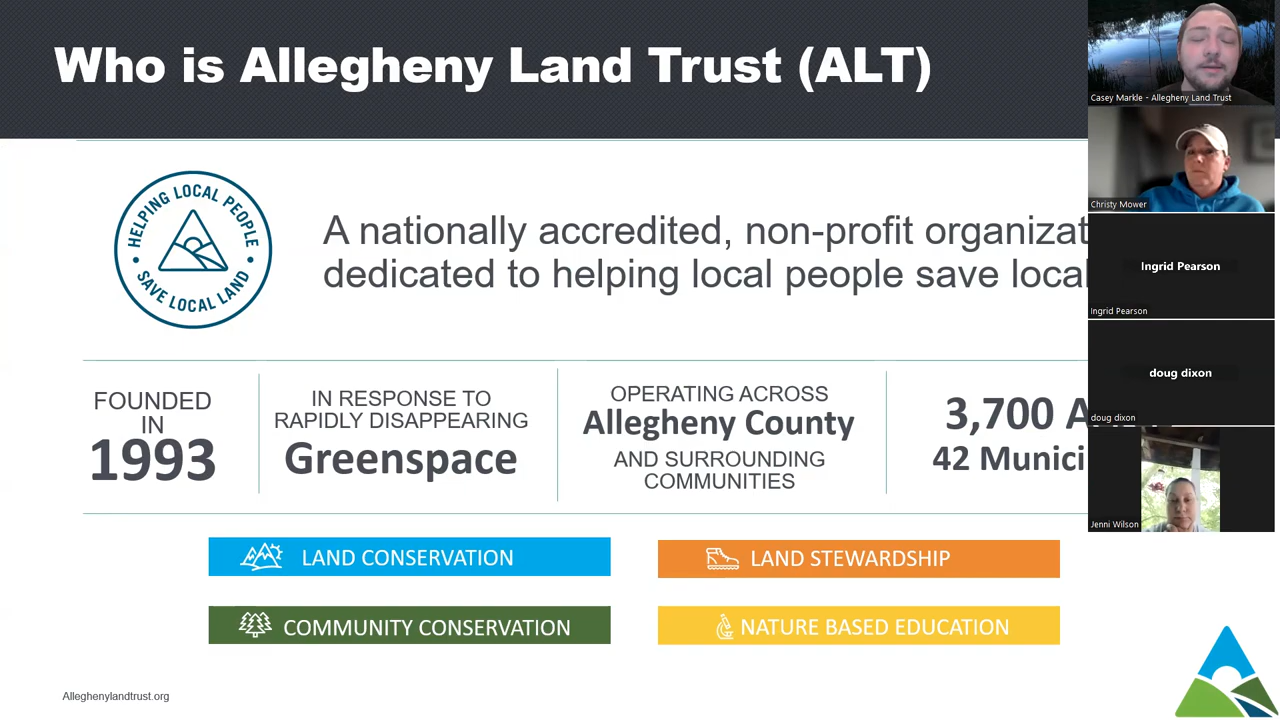 Who is Allegheny Land Trust (ALT)
HELPING LOCAL PEOPLE
SAVE LOCAL LAND
A nationally accredited, non-profit organizat
dedicated to helping local people save local
FOUNDED
IN
1993
IN RESPONSE TO
RAPIDLY DISAPPEARING
Greenspace
OPERATING ACROSS
Allegheny County
AND SURROUNDING
COMMUNITIES
3,700
42 Munici
LAND CONSERVATION
LAND STEWARDSHIP
COMMUNITY CONSERVATION
NATURE BASED EDUCATION
Alleghenylandtrust.org
Casey Markle - Allegheny Land Trust
Christy Mower
Ingrid Pearson
Ingrid Pearson
doug dixon
doug dixon
Jenni Wilson